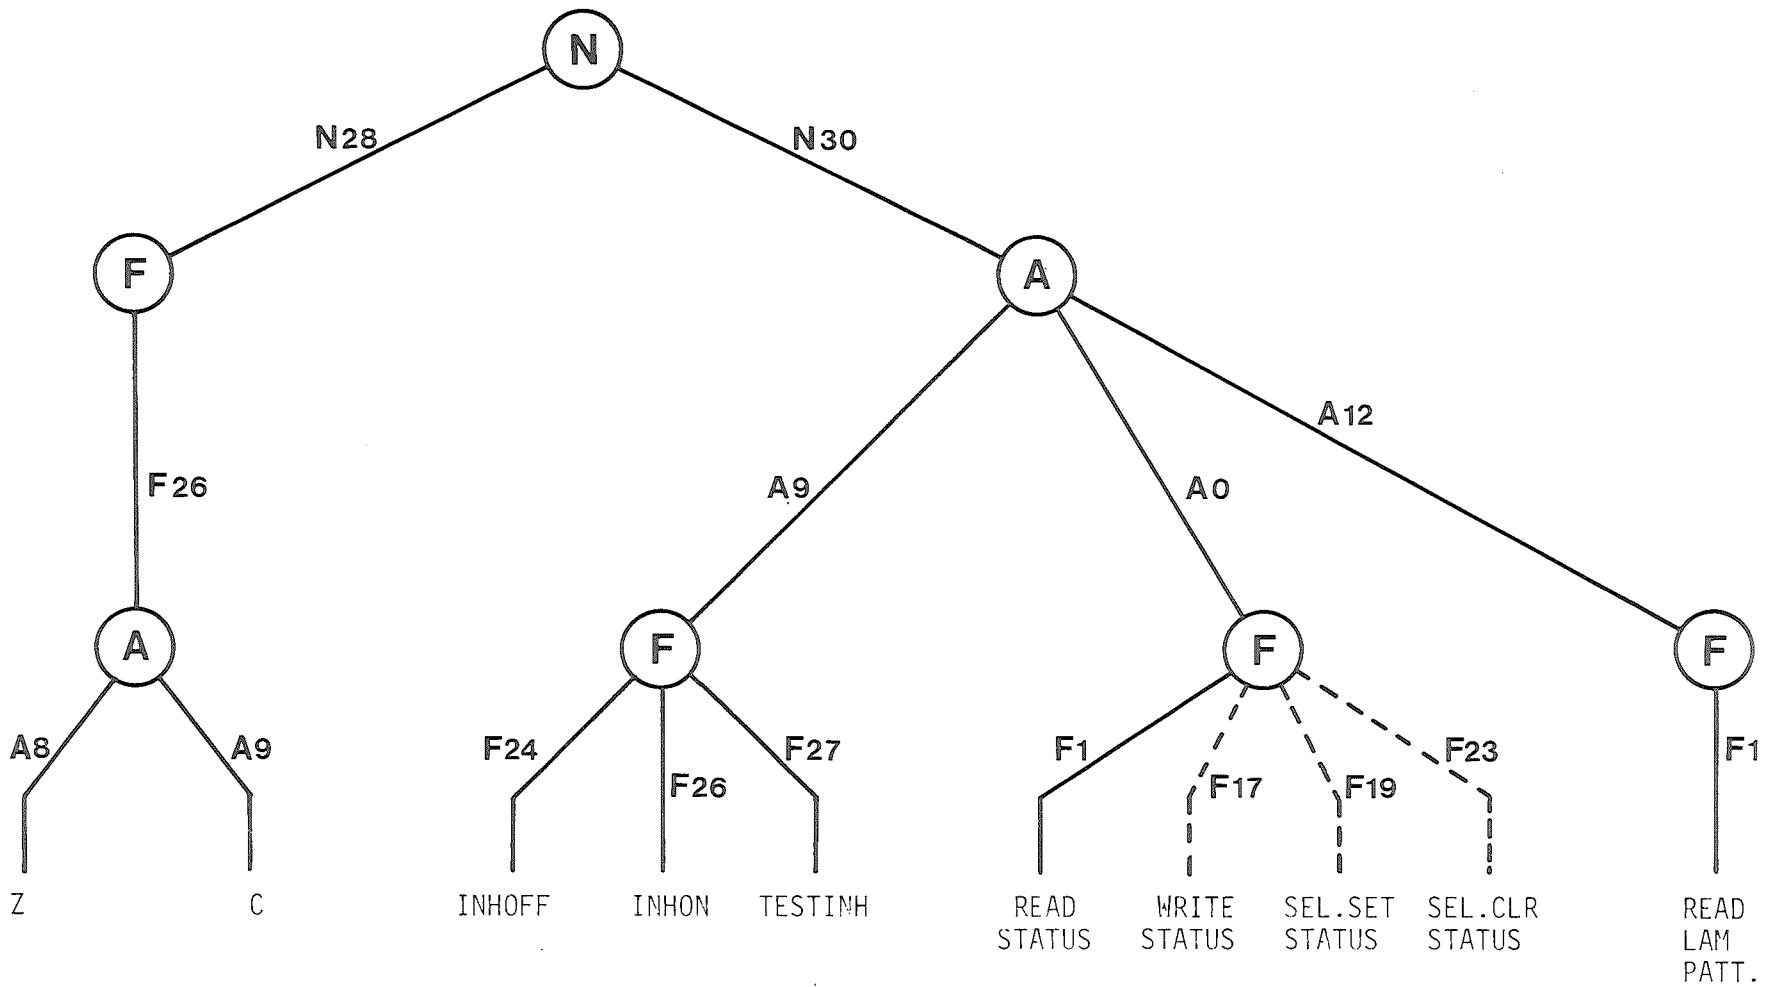 N
N28
N30
F
A
A12
F26
A9
A0
A
F
F
F
A8
A9
F24
F26
F27
F1
F17
F19
F23
F1
Z
C
INHOFF
INHON
TESTINH
READ
STATUS
WRITE
STATUS
SEL.SET
STATUS
SEL.CLR
STATUS
READ
LAM
PATT.